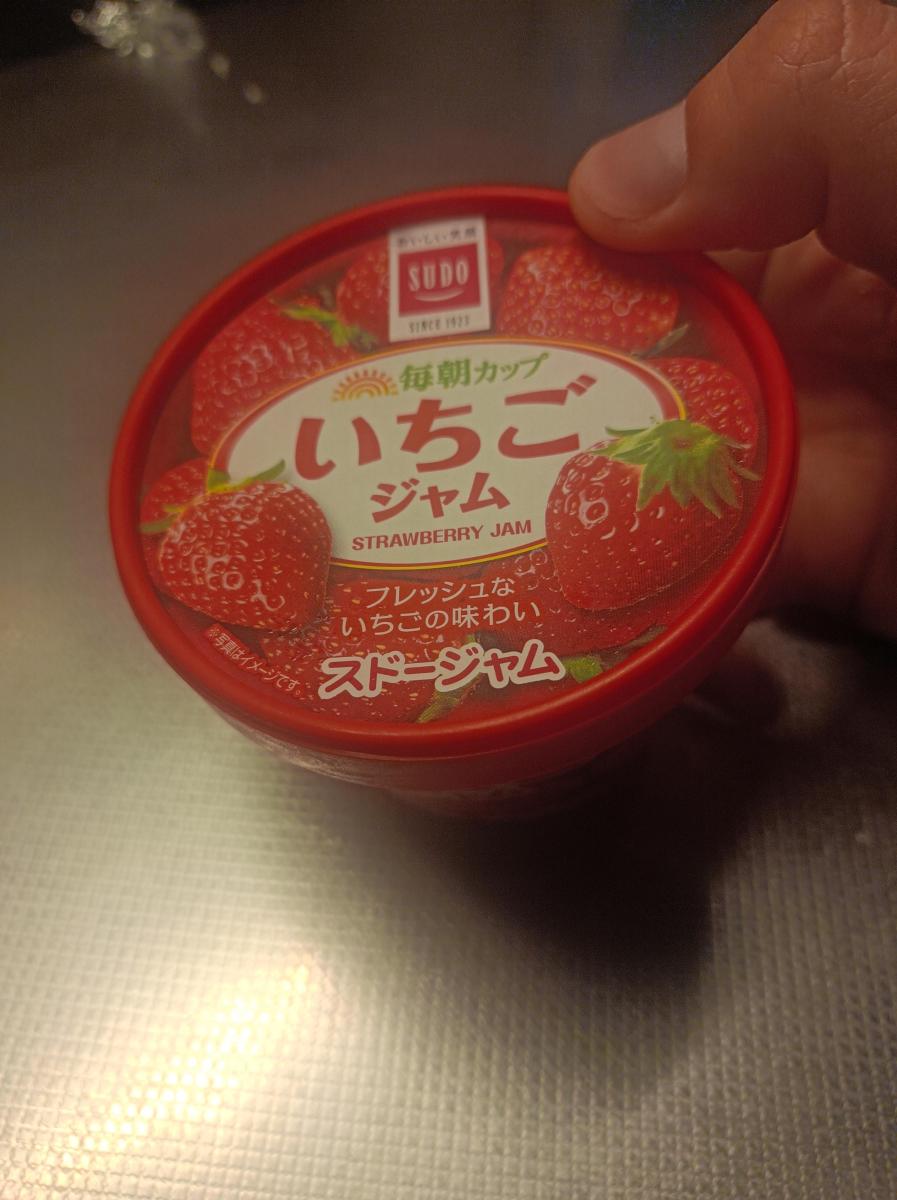 おいしい笑顔
SUDO
SINCE 1923
毎朝カップ
いちご
ジャム
STRAWBERRY JAM
フレッシュな
いちごの味わい
スドージャム
※写真はイメージです。